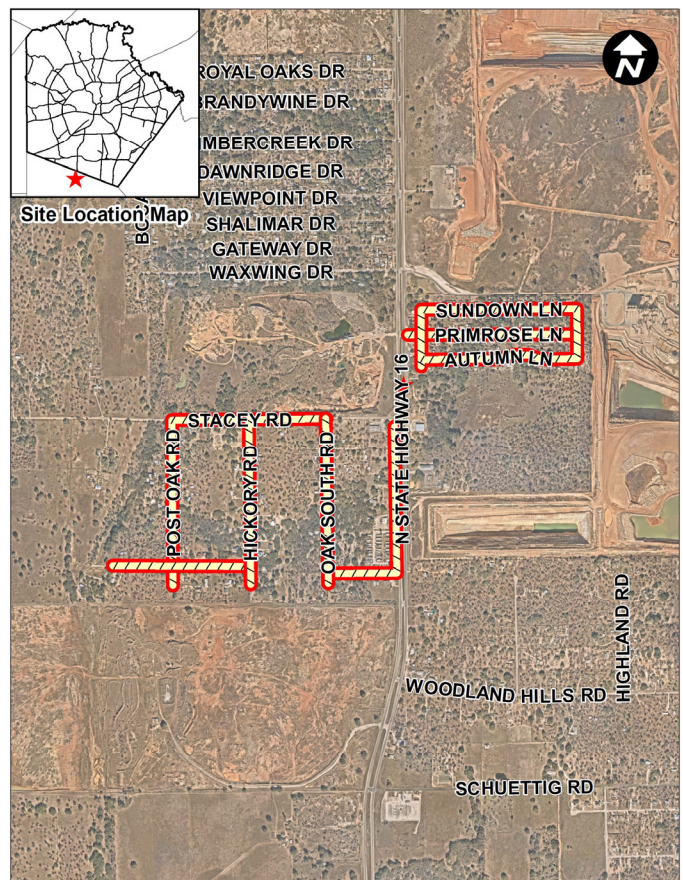 ROYAL OAKS DR
BRANDYWINE DR
IMBERCREEK DR
DAWNRIDGE DR
VIEWPOINT DR
SHALIMAR DR
GATEWAY DR
WAXWING DR
N
Site Location Map
SUNDOWN LN
PRIMROSE LN
AUTUMN LN
N STATE HIGHWAY 16
STACEY RD
POST OAK RD
HICKORY RD
OAK SOUTH RD
HIGHLAND RD
WOODLAND HILLS RD
SCHUETTIG RD